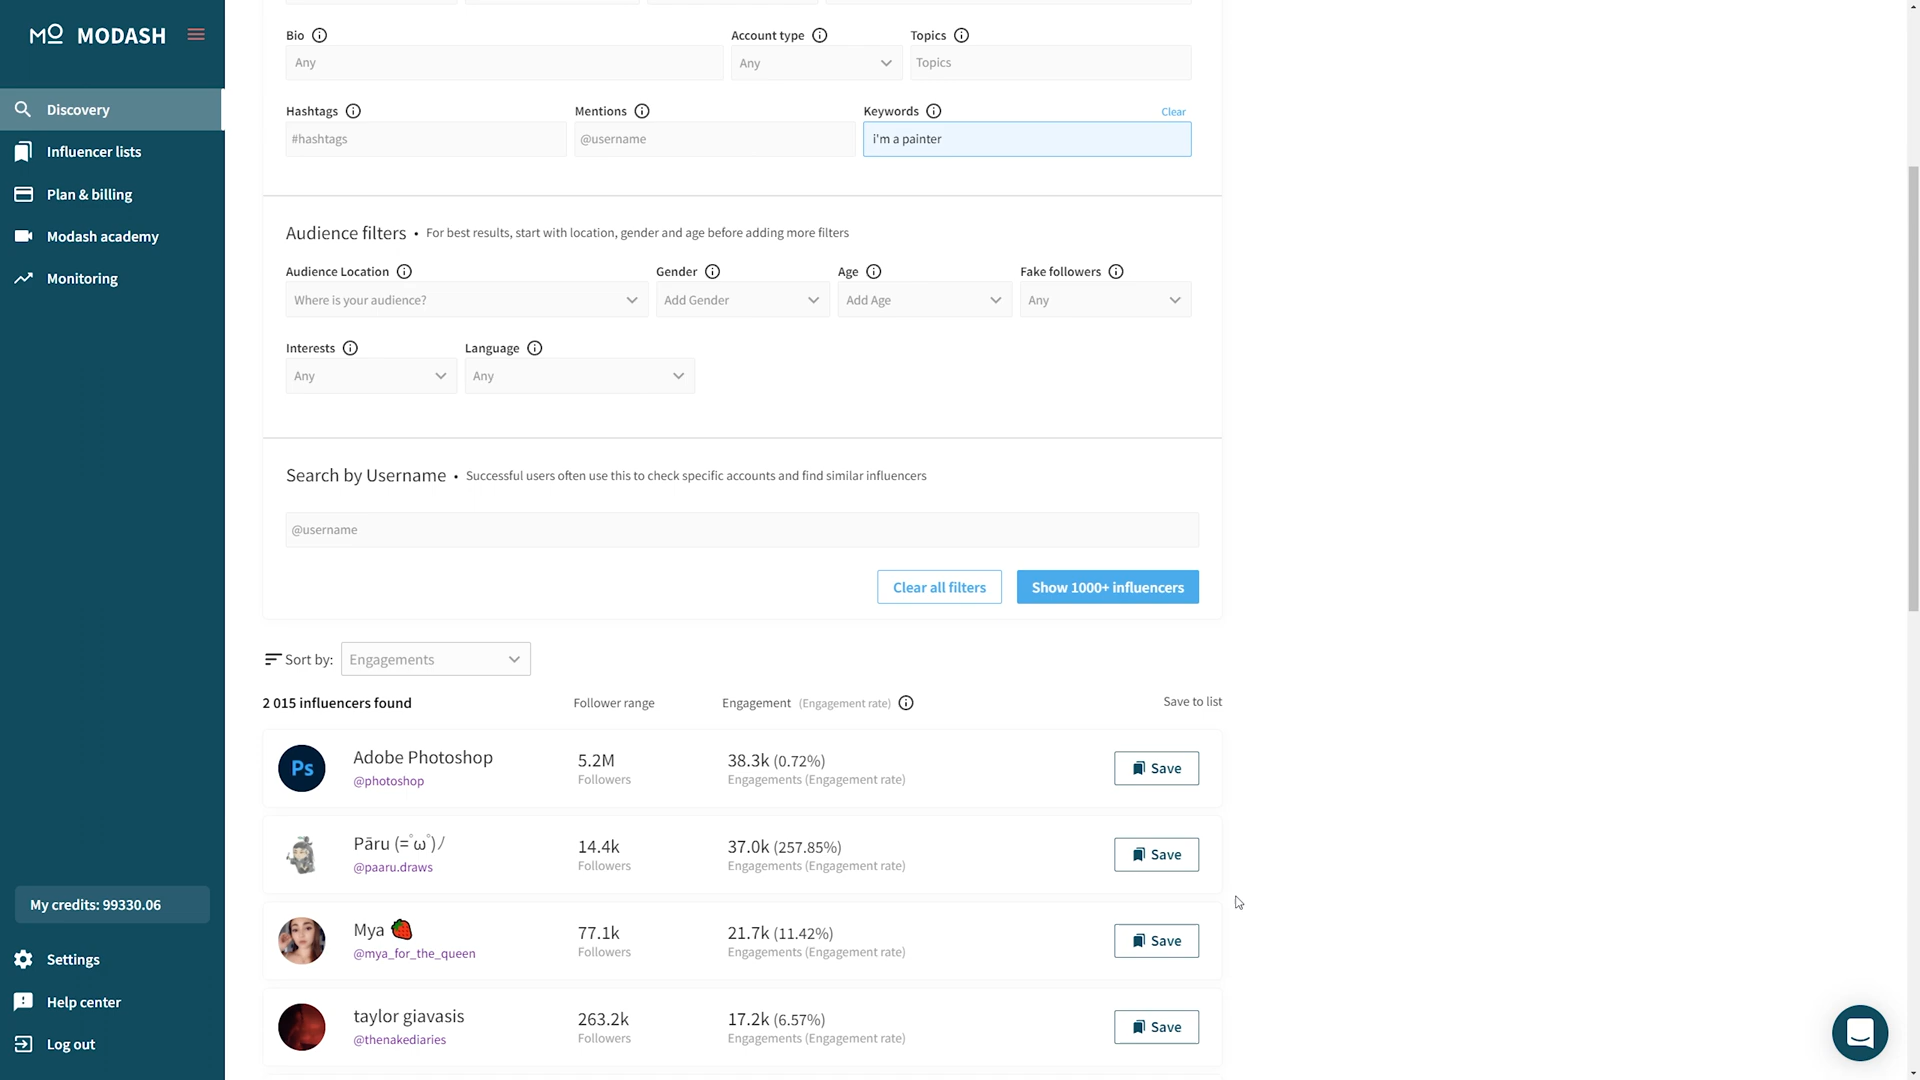 MODASH
Discovery
Influencer lists
Plan & billing
Modash academy
Monitoring
My credits: 99330.06
Settings
Help center
Log out
Bio
Account type
Topics
Any
Any
Topics
Hashtags
Mentions
Keywords
Clear
#hashtags
@username
i'm a painter
Audience filters • For best results, start with location, gender and age before adding more filters
Audience Location
Gender
Age
Fake followers
Where is your audience?
Add Gender
Add Age
Any
Interests
Language
Any
Any
Search by Username • Successful users often use this to check specific accounts and find similar influencers
@username
Clear all filters
Show 1000+ influencers
Sort by:
Engagements
2 015 influencers found
Follower range
Engagement (Engagement rate)
Save to list
Ps
Adobe Photoshop
@photoshop
5.2M
Followers
38.3k (0.72%)
Engagements (Engagement rate)
Save
Pāru (=ﾟωﾟ)ﾉ
@paaru.draws
14.4k
Followers
37.0k (257.85%)
Engagements (Engagement rate)
Save
Mya 🍓
@mya_for_the_queen
77.1k
Followers
21.7k (11.42%)
Engagements (Engagement rate)
Save
taylor giavasis
@thenakediaries
263.2k
Followers
17.2k (6.57%)
Engagements (Engagement rate)
Save